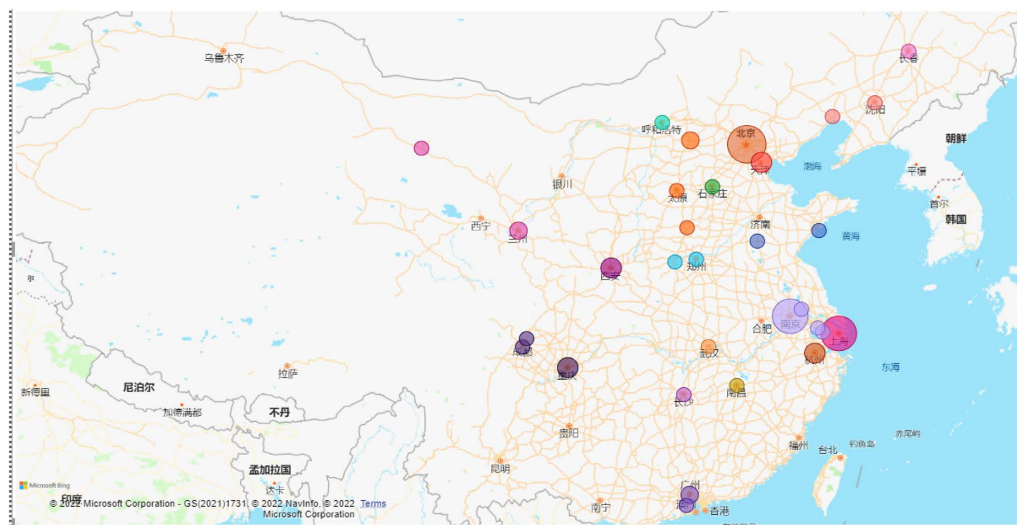 乌鲁木齐
长春
沈阳
呼和浩特
北京
朝鲜
天津
渤海
平壤
银川
太原
石家庄
首尔
韩国
西宁
兰州
济南
黄海
西安
郑州
合肥
南京
上海
成都
武汉
杭州
东海
拉萨
重庆
尼泊尔
新德里
加德满都
不丹
长沙
南昌
贵阳
福州
台北
钓鱼岛
赤尾屿
孟加拉国
昆明
达卡
广州
南宁
香港
印度
Microsoft Bing
© 2022 Microsoft Corporation - GS(2021)1731, © 2022 NavInfo, © 2022 Microsoft Corporation Terms